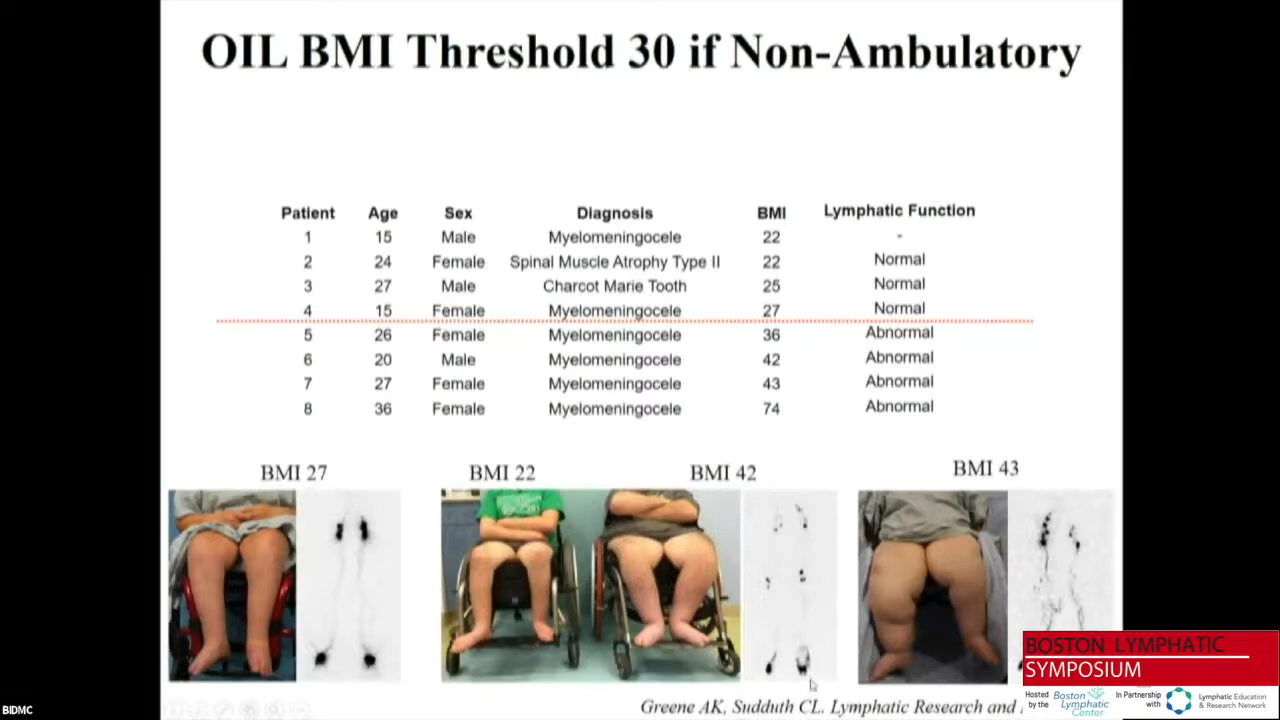 OIL BMI Threshold 30 if Non-Ambulatory
Patient Age Sex Diagnosis BMI Lymphatic Function
1 15 Male Myelomeningocele 22 -
2 24 Female Spinal Muscle Atrophy Type II 22 Normal
3 27 Male Charcot Marie Tooth 25 Normal
4 15 Female Myelomeningocele 27 Normal
5 26 Female Myelomeningocele 36 Abnormal
6 20 Male Myelomeningocele 42 Abnormal
7 27 Female Myelomeningocele 43 Abnormal
8 36 Female Myelomeningocele 74 Abnormal
BMI 27 BMI 22 BMI 42 BMI 43
BOSTON LYMPHATIC
SYMPOSIUM
Hosted by the Boston Lymphatic Center In Partnership with Lymphatic Education & Research Network
Greene AK, Sudduth CL. Lymphatic Research and
BIDMC